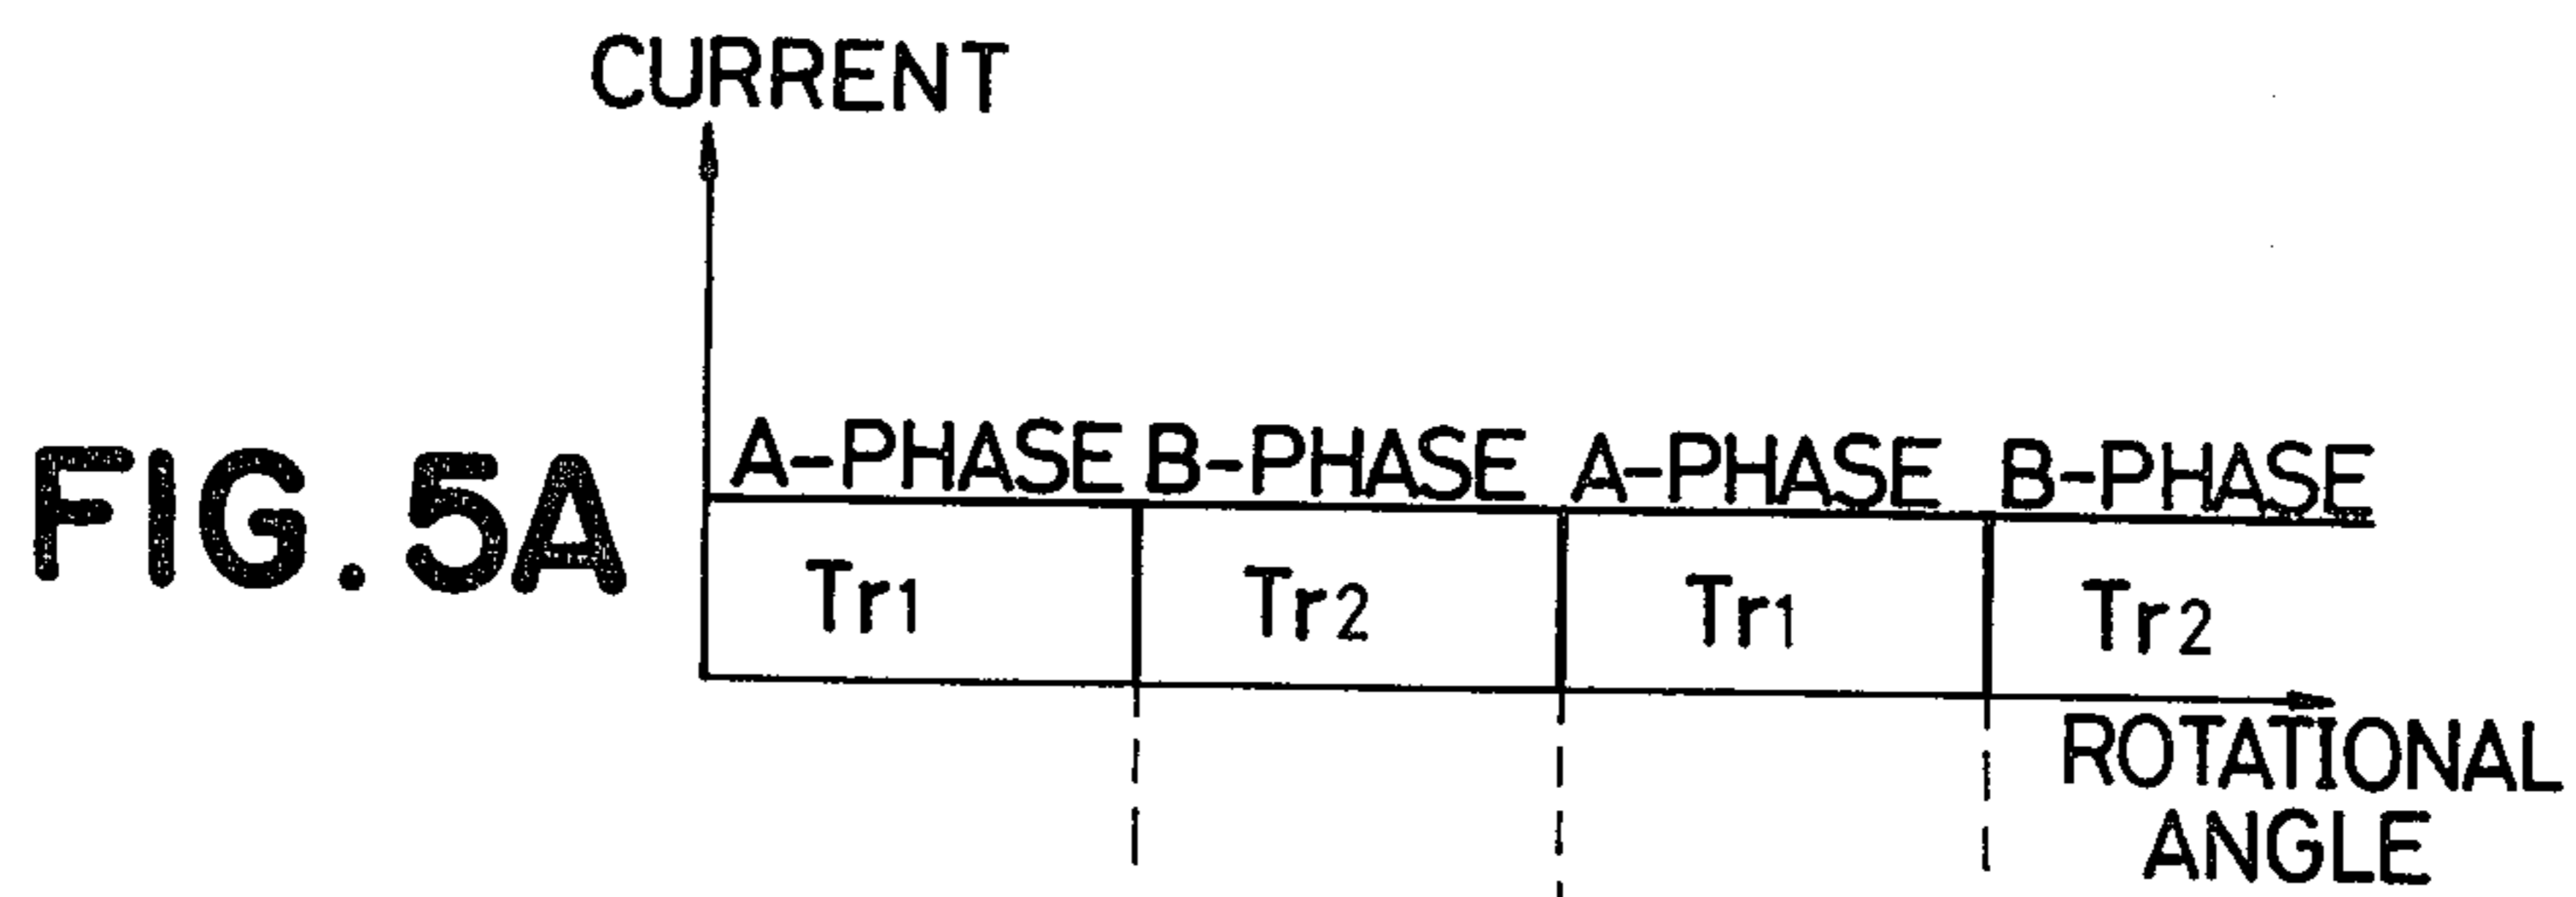 CURRENT
A-PHASE B-PHASE A-PHASE B-PHASE
FIG. 5A
Tr1 Tr2 Tr1 Tr2
ROTATIONAL
ANGLE